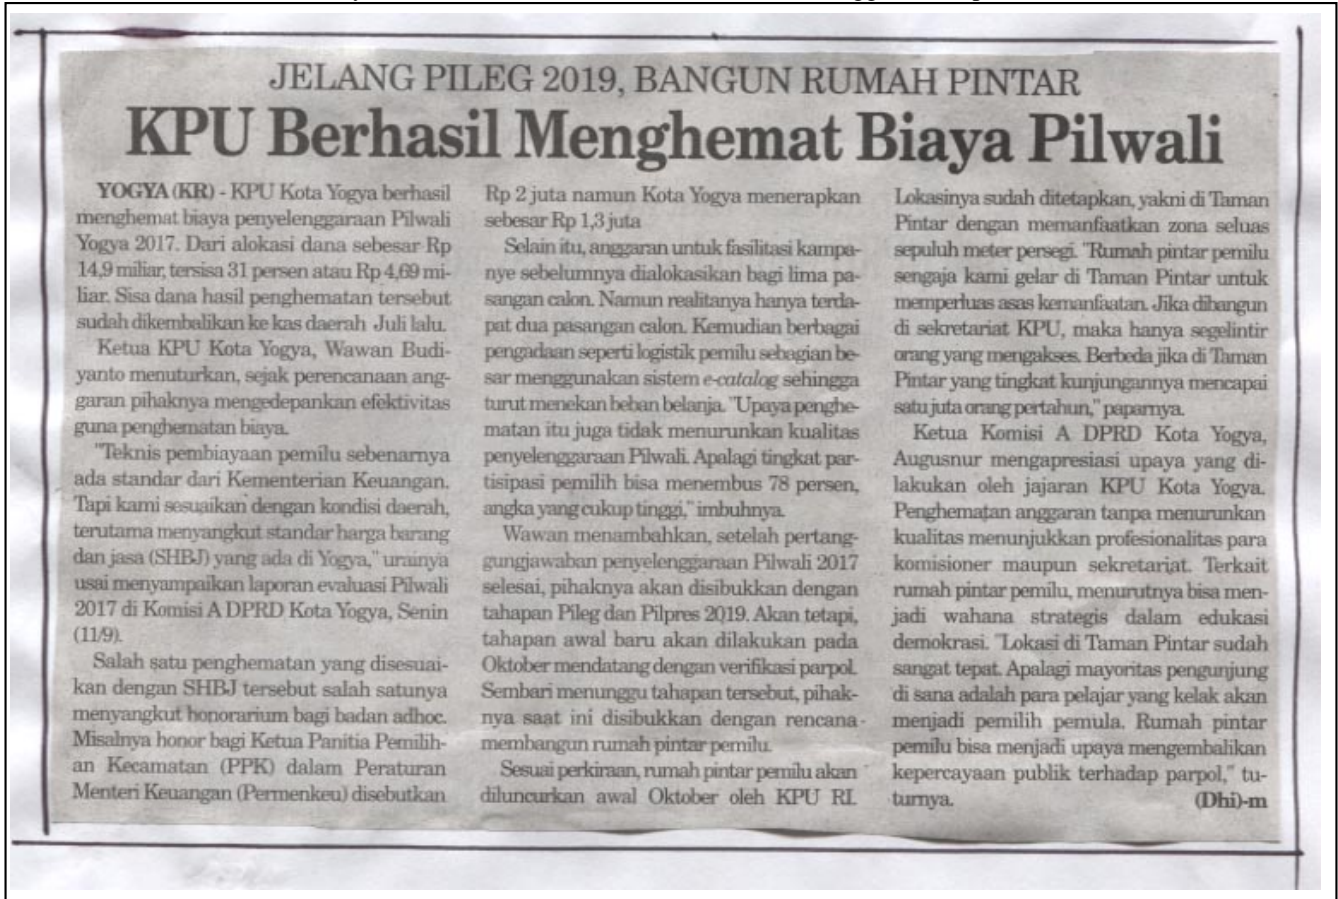 JELANG PILEG 2019, BANGUN RUMAH PINTAR
KPU Berhasil Menghemat Biaya Pilwali
YOGYA (KR) - KPU Kota Yogya berhasil
menghemat biaya penyelenggaraan Pilwali
Yogya 2017. Dari alokasi dana sebesar Rp
14,9 miliar, tersisa 31 persen atau Rp 4,69 mi-
liar. Sisa dana hasil penghematan tersebut
sudah dikembalikan ke kas daerah Juli lalu.
Ketua KPU Kota Yogya, Wawan Budi-
yanto menuturkan, sejak perencanaan ang-
garan pihaknya mengedepankan efektivitas
guna penghematan biaya.
"Teknis pembiayaan pemilu sebenarnya
ada standar dari Kementerian Keuangan.
Tapi kami sesuaikan dengan kondisi daerah,
terutama menyangkut standar harga barang
dan jasa (SHBJ) yang ada di Yogya," urainya
usai menyampaikan laporan evaluasi Pilwali
2017 di Komisi A DPRD Kota Yogya, Senin
(11/9).
Salah satu penghematan yang disesuai-
kan dengan SHBJ tersebut salah satunya
menyangkut honorarium bagi badan adhoc.
Misalnya honor bagi Ketua Panitia Pemilih-
an Kecamatan (PPK) dalam Peraturan
Menteri Keuangan (Permenkeu) disebutkan
Rp 2 juta namun Kota Yogya menerapkan
sebesar Rp 1,3 juta
Selain itu, anggaran untuk fasilitasi kampa-
nye sebelumnya dialokasikan bagi lima pa-
sangan calon. Namun realitanya hanya terda-
pat dua pasangan calon. Kemudian berbagai
pengadaan seperti logistik pemilu sebagian be-
sar menggunakan sistem e-catalog sehingga
turut menekan beban belanja. "Upaya penghe-
matan itu juga tidak menurunkan kualitas
penyelenggaraan Pilwali. Apalagi tingkat par-
tisipasi pemilih bisa menembus 78 persen,
angka yang cukup tinggi," imbuhnya.
Wawan menambahkan, setelah pertang-
gungjawaban penyelenggaraan Pilwali 2017
selesai, pihaknya akan disibukkan dengan
tahapan Pileg dan Pilpres 2019. Akan tetapi,
tahapan awal baru akan dilakukan pada
Oktober mendatang dengan verifikasi parpol.
Sembari menunggu tahapan tersebut, pihak-
nya saat ini disibukkan dengan rencana
membangun rumah pintar pemilu.
Sesuai perkiraan, rumah pintar pemilu akan
diluncurkan awal Oktober oleh KPU RI.
Lokasinya sudah ditetapkan, yakni di Taman
Pintar dengan memanfaatkan zona seluas
sepuluh meter persegi. "Rumah pintar pemilu
sengaja kami gelar di Taman Pintar untuk
memperluas asas kemanfaatan. Jika dibangun
di sekretariat KPU, maka hanya segelintir
orang yang mengakses. Berbeda jika di Taman
Pintar yang tingkat kunjungannya mencapai
satu juta orang pertahun," paparnya.
Ketua Komisi A DPRD Kota Yogya,
Augusnur mengapresiasi upaya yang di-
lakukan oleh jajaran KPU Kota Yogya.
Penghematan anggaran tanpa menurunkan
kualitas menunjukkan profesionalitas para
komisioner maupun sekretariat. Terkait
rumah pintar pemilu, menurutnya bisa men-
jadi wahana strategis dalam edukasi
demokrasi. "Lokasi di Taman Pintar sudah
sangat tepat. Apalagi mayoritas pengunjung
di sana adalah para pelajar yang kelak akan
menjadi pemilih pemula. Rumah pintar
pemilu bisa menjadi upaya mengembalikan
kepercayaan publik terhadap parpol," tu-
turnya. (Dhi)-m